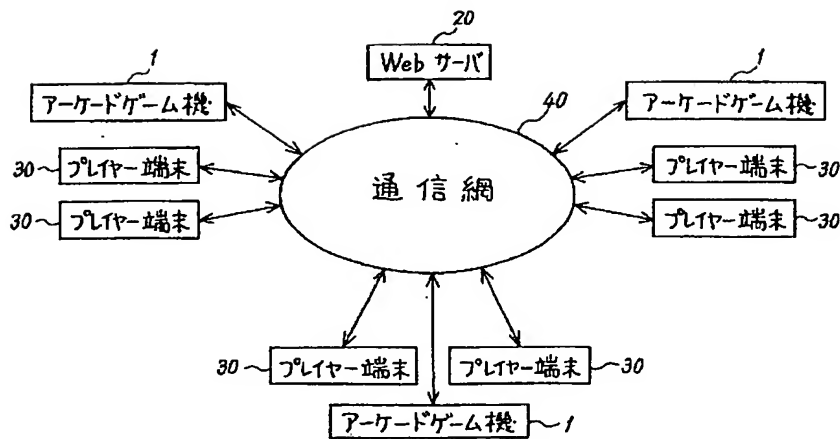 20
Web サーバ
1
アーケードゲーム機
1
アーケードゲーム機
40
30 プレイヤー端末
プレイヤー端末 30
30 プレイヤー端末
プレイヤー端末 30
通信網
30 プレイヤー端末
プレイヤー端末 30
アーケードゲーム機 1